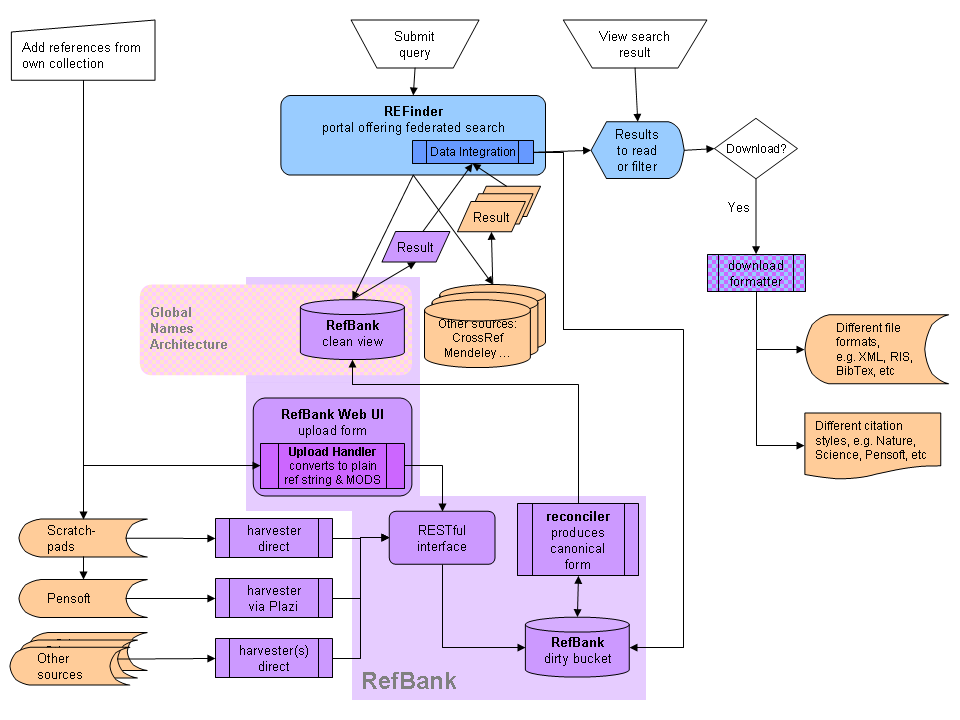 Add references from
own collection
Submit
query
View search
result
REFinder
portal offering federated search
Data Integration
Results
to read
or filter
Download?
Yes
Result
Result
download
formatter
Global
Names
Architecture
RefBank
clean view
Other sources:
CrossRef
Mendeley ...
Different file
formats,
e.g. XML, RIS,
BibTex, etc
RefBank Web UI
upload form
Upload Handler
converts to plain
ref string & MODS
Different citation
styles, e.g. Nature,
Science, Pensoft, etc
Scratch-
pads
harvester
direct
RESTful
interface
reconciler
produces
canonical
form
Pensoft
harvester
via Plazi
Other
sources
harvester(s)
direct
RefBank
dirty bucket
RefBank